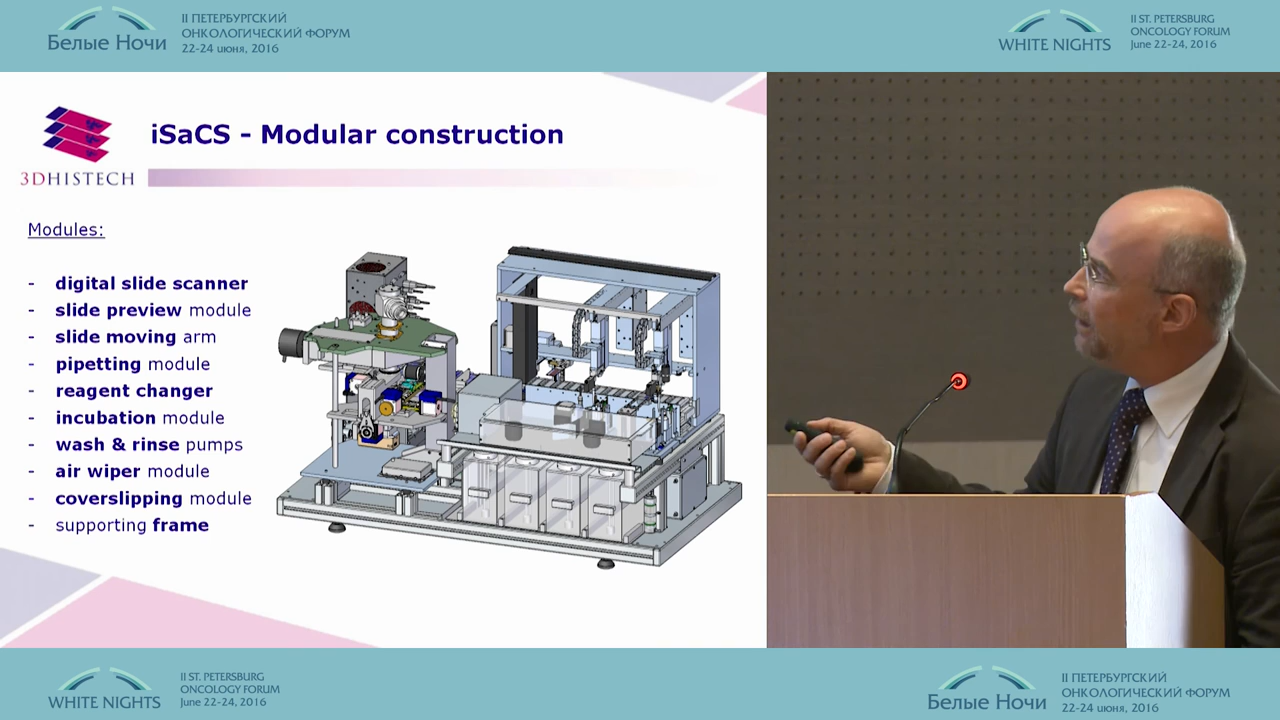 Белые Ночи
II ПЕТЕРБУРГСКИЙ
ОНКОЛОГИЧЕСКИЙ ФОРУМ
22-24 июня, 2016
WHITE NIGHTS
II ST. PETERSBURG
ONCOLOGY FORUM
June 22-24, 2016
3DHISTECH
iSaCS - Modular construction
Modules:
- digital slide scanner
- slide preview module
- slide moving arm
- pipetting module
- reagent changer
- incubation module
- wash & rinse pumps
- air wiper module
- coverslipping module
- supporting frame
WHITE NIGHTS
II ST. PETERSBURG
ONCOLOGY FORUM
June 22-24, 2016
Белые Ночи
II ПЕТЕРБУРГСКИЙ
ОНКОЛОГИЧЕСКИЙ ФОРУМ
22-24 июня, 2016